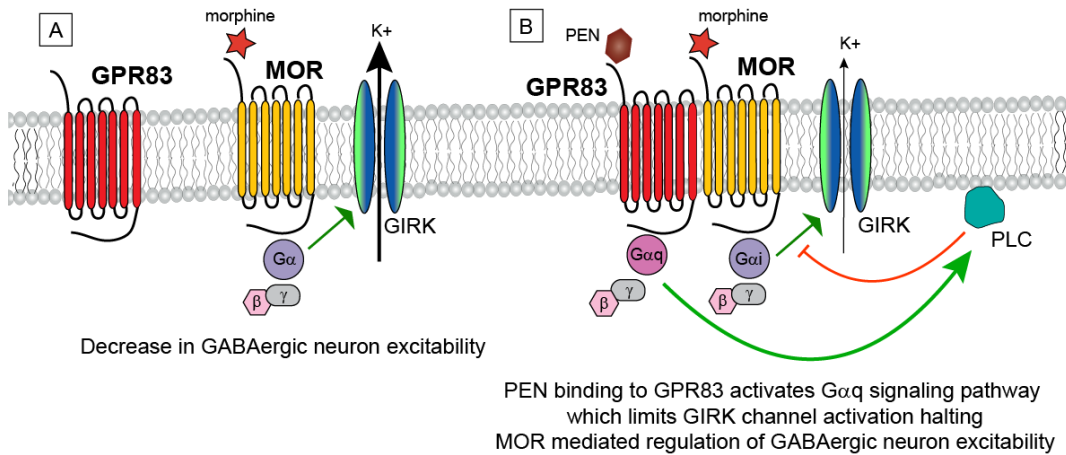 A
morphine
GPR83
MOR
K+
GIRK
Gα
β
γ
Decrease in GABAergic neuron excitability
B
PEN
morphine
GPR83
MOR
K+
GIRK
PLC
Gαq
β
γ
Gαi
β
γ
PEN binding to GPR83 activates Gαq signaling pathway
which limits GIRK channel activation halting
MOR mediated regulation of GABAergic neuron excitability